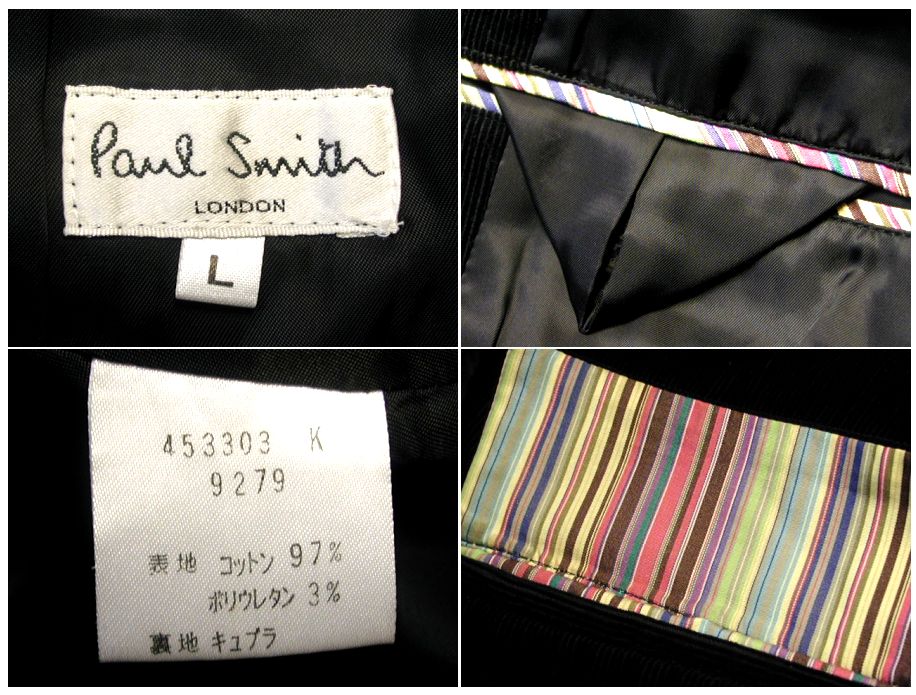 Paul Smith
LONDON
L
453303 K
9279
表地 コットン 97%
ポリウレタン 3%
裏地 キュプラ